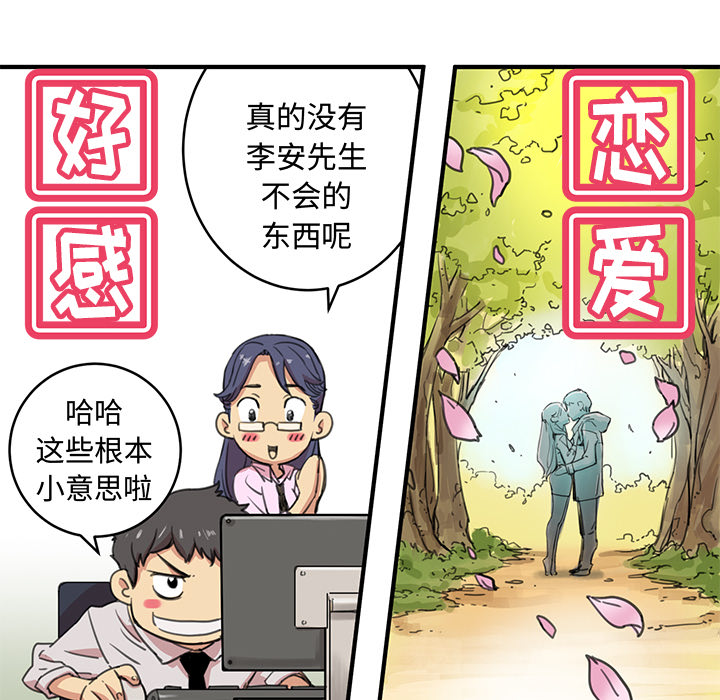 好感
真的没有
李安先生
不会的
东西呢
哈哈
这些根本
小意思啦
恋爱